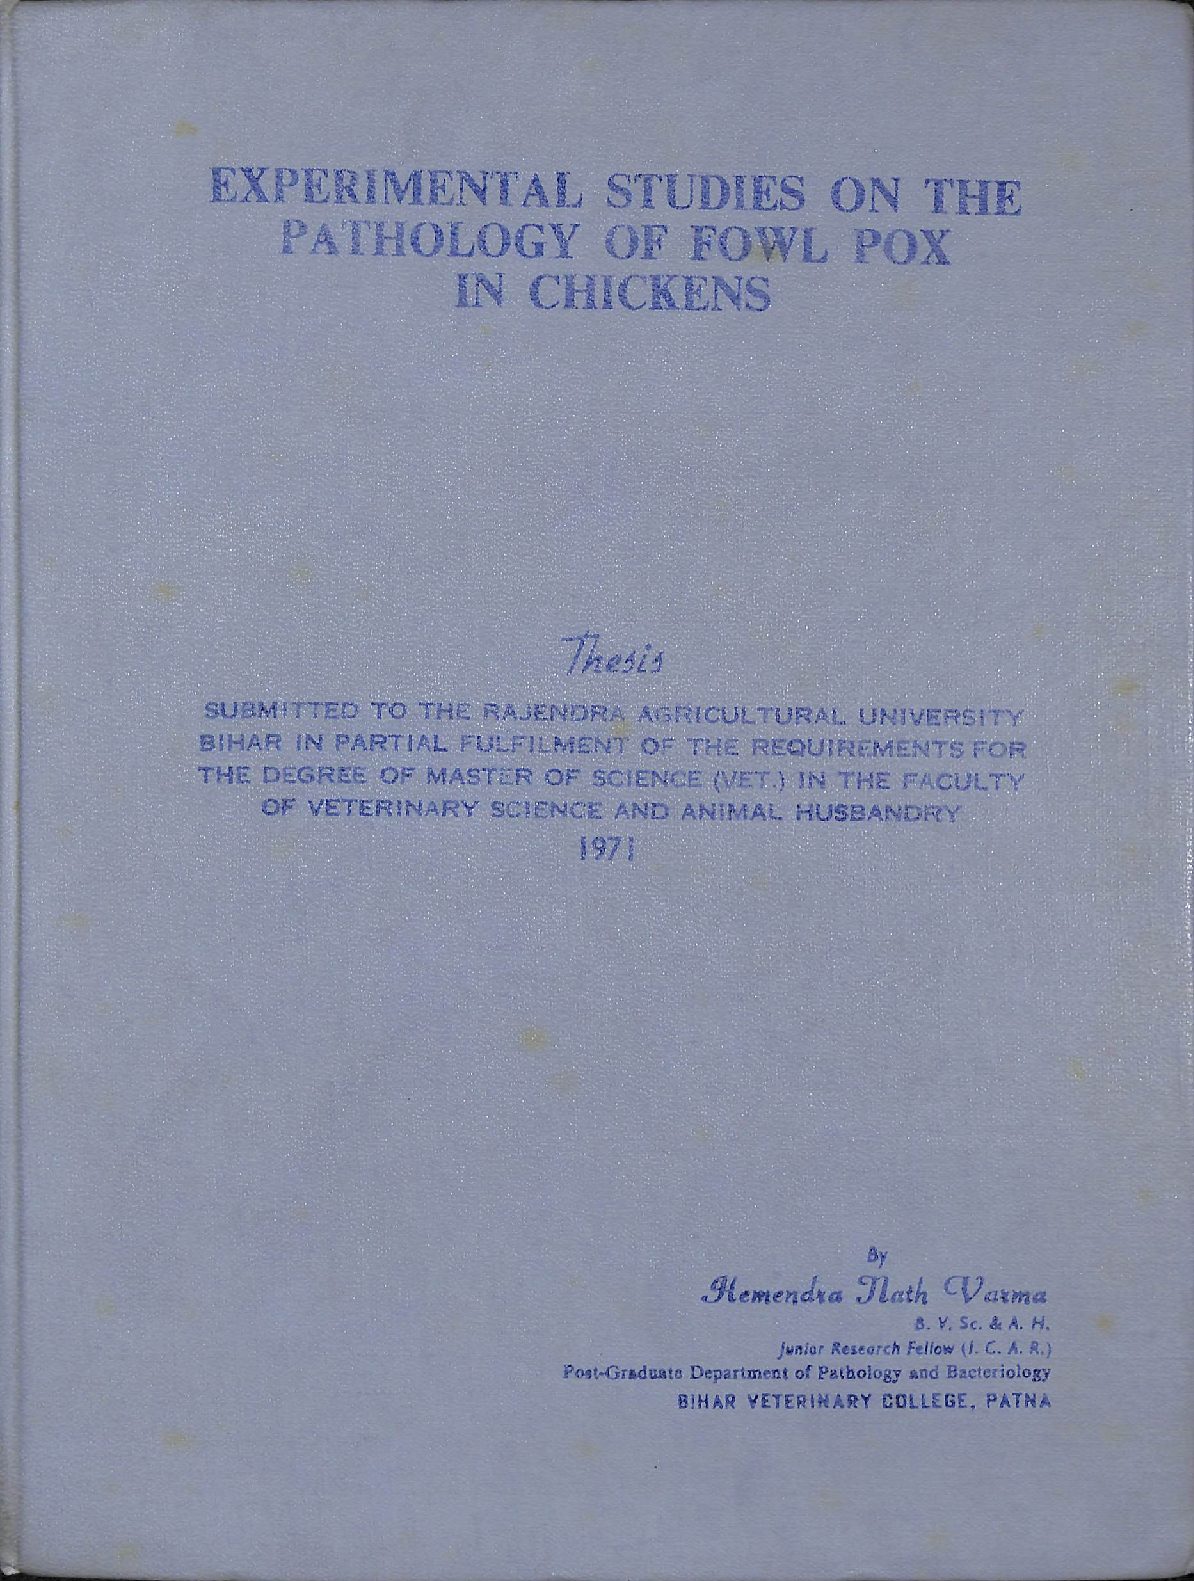 EXPERIMENTAL STUDIES ON THE
PATHOLOGY OF FOWL POX
IN CHICKENS
Thesis
SUBMITTED TO THE RAJENDRA AGRICULTURAL UNIVERSITY
BIHAR IN PARTIAL FULFILMENT OF THE REQUIREMENTS FOR
THE DEGREE OF MASTER OF SCIENCE (VET.) IN THE FACULTY
OF VETERINARY SCIENCE AND ANIMAL HUSBANDRY
1971
By
Hemendra Nath Varma
B. V. Sc. & A. H.
Junior Research Fellow (I. C. A. R.)
Post-Graduate Department of Pathology and Bacteriology
BIHAR VETERINARY COLLEGE, PATNA